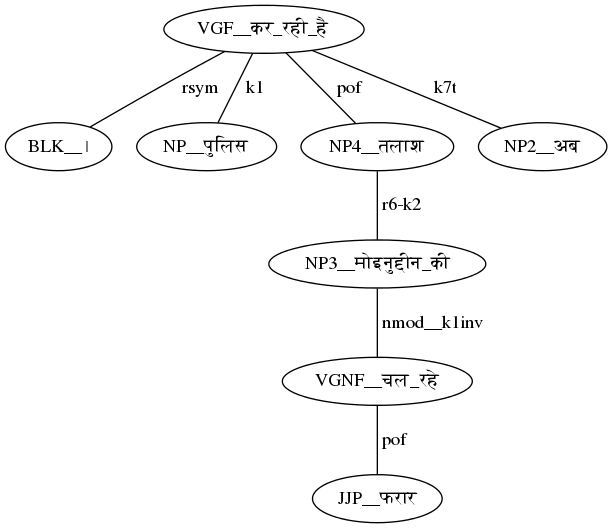 VGF__कर_रही_है
rsym k1 pof k7t
BLK__। NP__पुलिस NP4__तलाश NP2__अब
r6-k2
NP3__मोइनुद्दीन_की
nmod__k1inv
VGNF__चल_रहे
pof
JJP__फरार